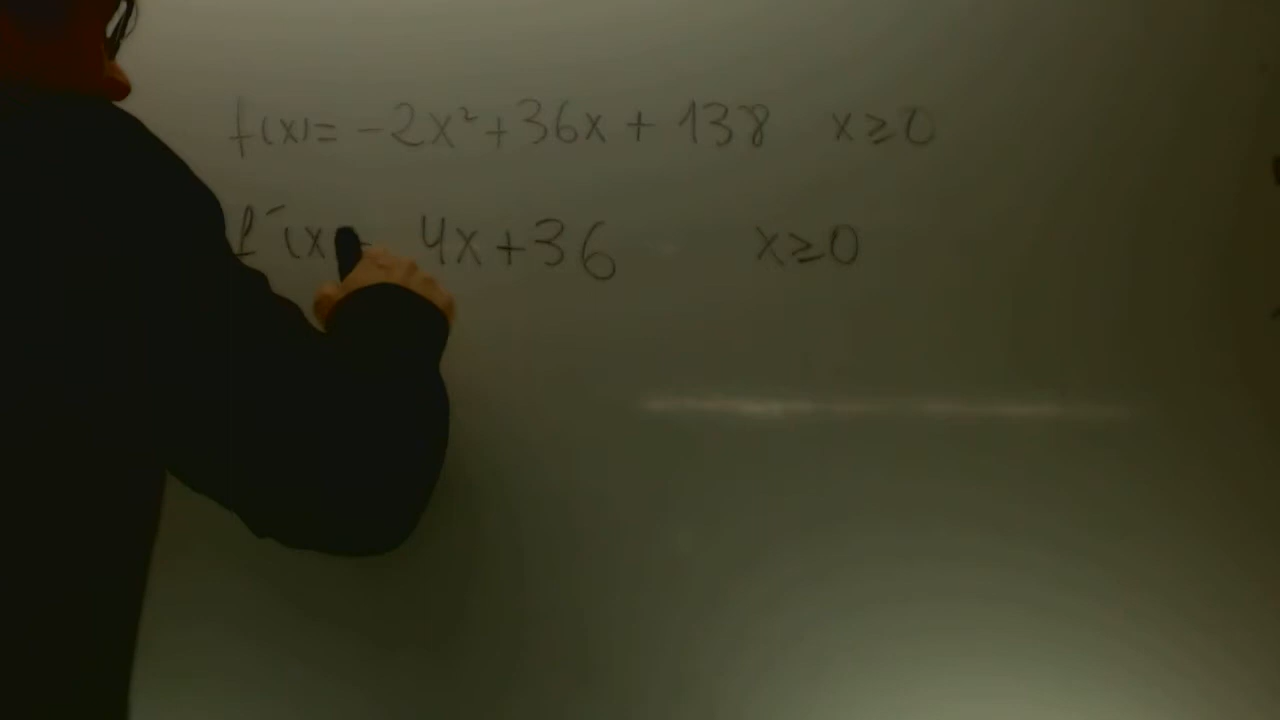 f(x)= -2x²+36x + 138 x≥0
f'(x) 4x+36 x≥0